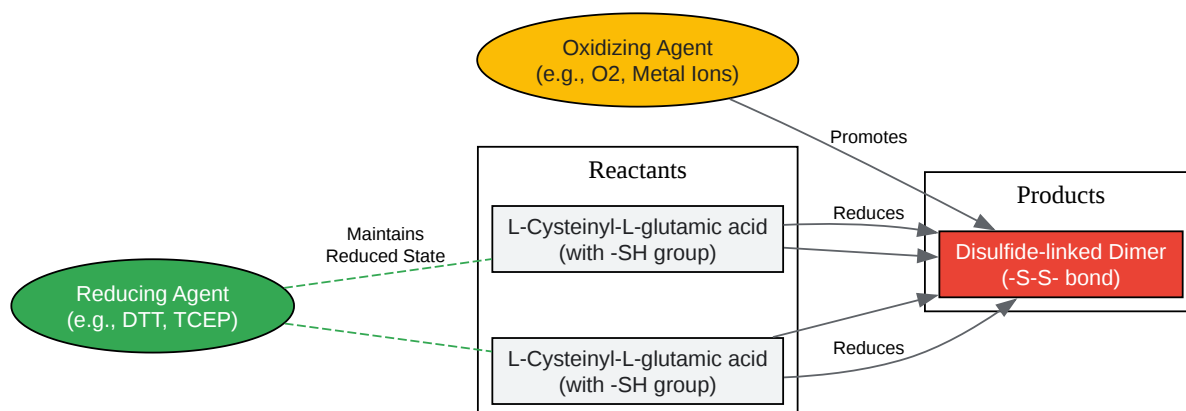 Oxidizing Agent
(e.g., O2, Metal Ions)
Promotes
Reactants
Products
L-Cysteinyl-L-glutamic acid
(with -SH group)
Reduces
Maintains
Reduced State
Disulfide-linked Dimer
(-S-S- bond)
Reducing Agent
(e.g., DTT, TCEP)
L-Cysteinyl-L-glutamic acid
(with -SH group)
Reduces